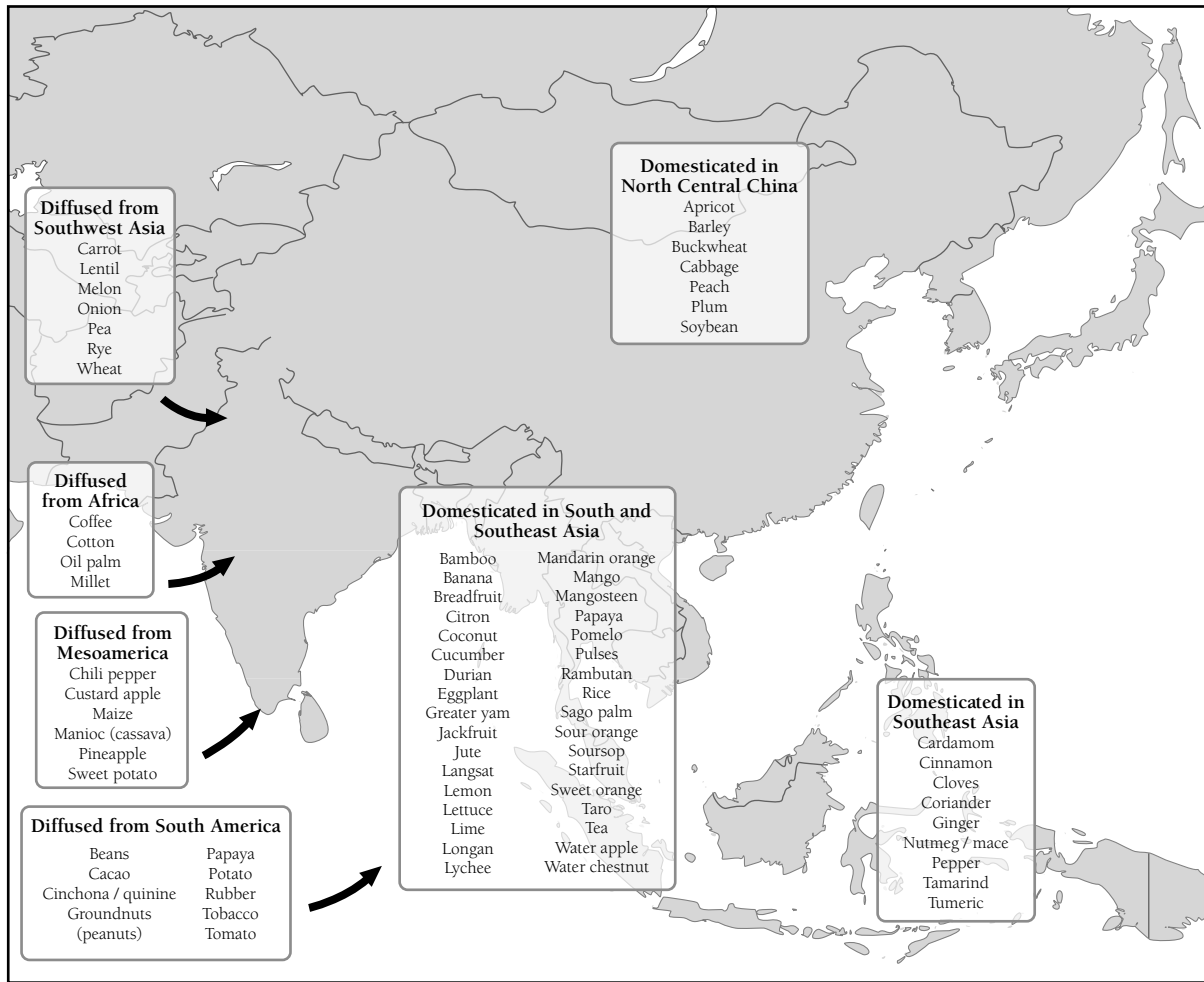 Domesticated in
North Central China
Apricot
Barley
Buckwheat
Cabbage
Peach
Plum
Soybean
Diffused from
Southwest Asia
Carrot
Lentil
Melon
Onion
Pea
Rye
Wheat
Diffused
from Africa
Coffee
Cotton
Oil palm
Millet
Diffused from
Mesoamerica
Chili pepper
Custard apple
Maize
Manioc (cassava)
Pineapple
Sweet potato
Diffused from South America
Beans
Cacao
Cinchona / quinine
Groundnuts
(peanuts)
Papaya
Potato
Rubber
Tobacco
Tomato
Domesticated in South and
Southeast Asia
Bamboo
Banana
Breadfruit
Citron
Coconut
Cucumber
Durian
Eggplant
Greater yam
Jackfruit
Jute
Langsat
Lemon
Lettuce
Lime
Longan
Lychee
Mandarin orange
Mango
Mangosteen
Papaya
Pomelo
Pulses
Rambutan
Rice
Sago palm
Sour orange
Soursop
Starfruit
Sweet orange
Taro
Tea
Water apple
Water chestnut
Domesticated in
Southeast Asia
Cardamom
Cinnamon
Cloves
Coriander
Ginger
Nutmeg / mace
Pepper
Tamarind
Tumeric